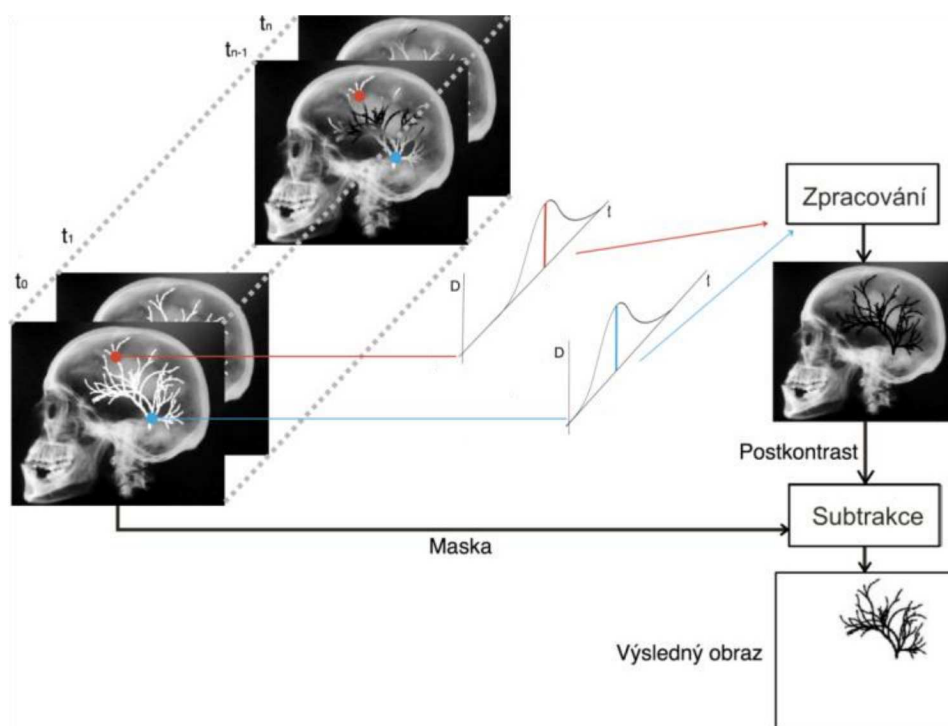 tn
tn-1
t1
t0
t
D
t
D
Zpracování
Postkontrast
Subtrakce
Maska
Výsledný obraz